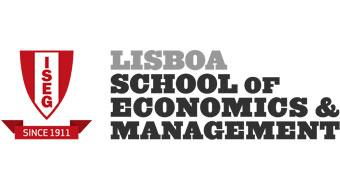 ISEG
SINCE 1911
LISBOA
SCHOOL OF
ECONOMICS &
MANAGEMENT